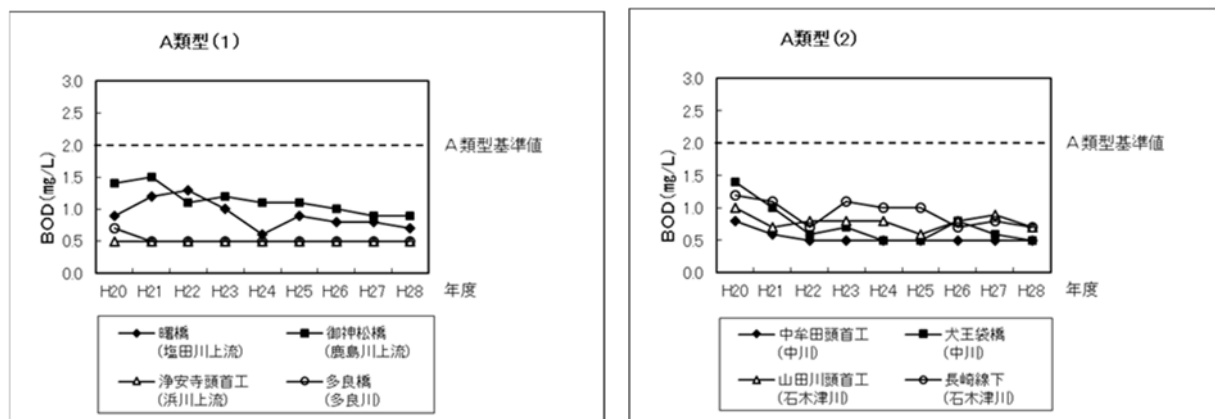 A類型(1)
3.0
2.5
2.0
1.5
1.0
0.5
0.0
BOD(mg/L)
A類型基準値
H20 H21 H22 H23 H24 H25 H26 H27 H28 年度
曙橋 御神松橋
(塩田川上流) (鹿島川上流)
浄安寺頭首工 多良橋
(浜川上流) (多良川)
A類型(2)
3.0
2.5
2.0
1.5
1.0
0.5
0.0
BOD(mg/L)
A類型基準値
H20 H21 H22 H23 H24 H25 H26 H27 H28 年度
中牟田頭首工 犬王袋橋
(中川) (中川)
山田川頭首工 長崎線下
(石木津川) (石木津川)